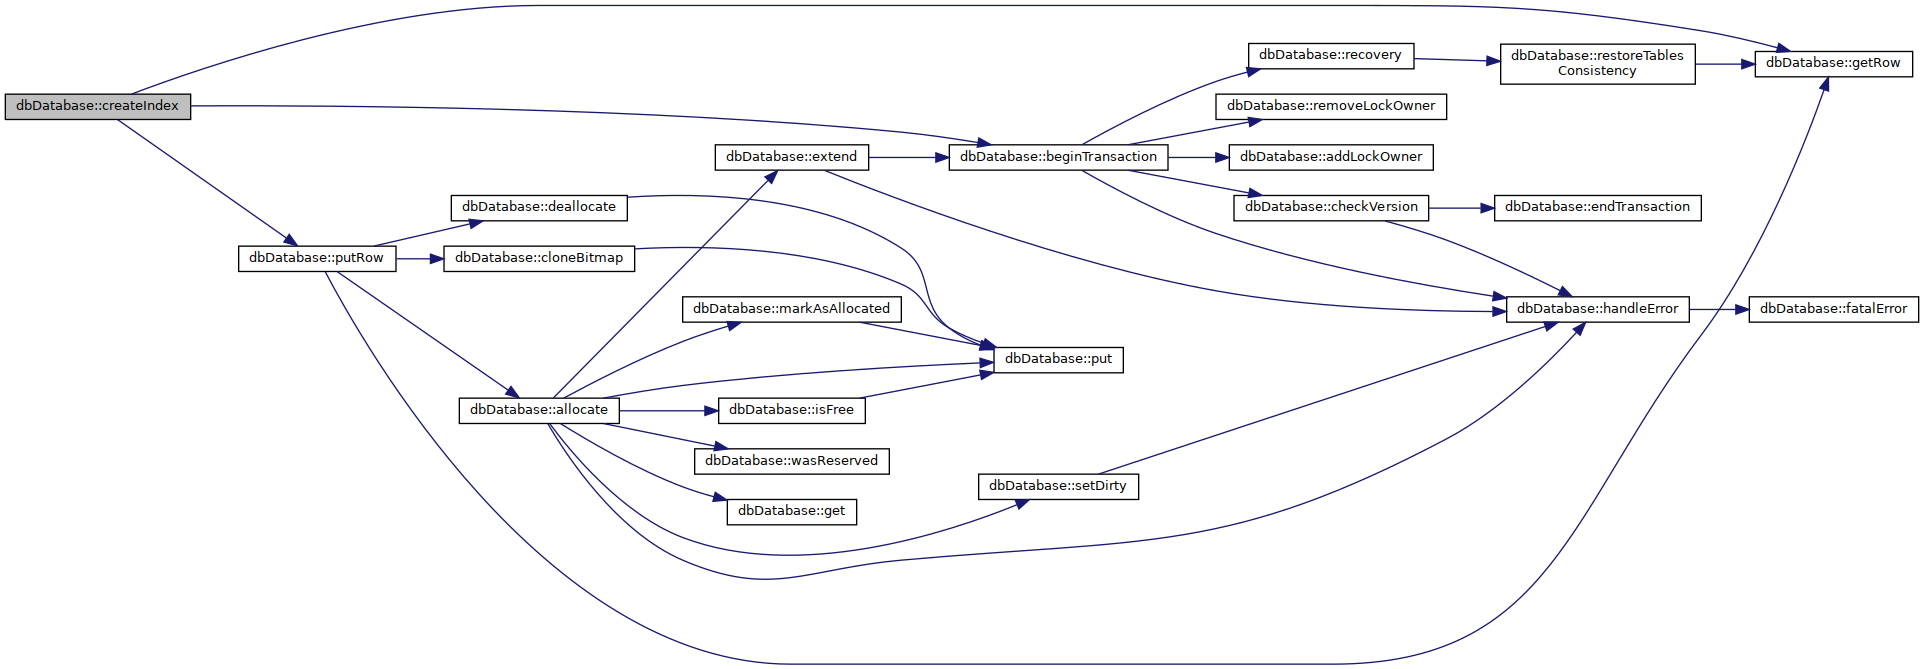 dbDatabase::createIndex
dbDatabase::putRow
dbDatabase::deallocate
dbDatabase::cloneBitmap
dbDatabase::allocate
dbDatabase::extend
dbDatabase::markAsAllocated
dbDatabase::isFree
dbDatabase::wasReserved
dbDatabase::get
dbDatabase::beginTransaction
dbDatabase::put
dbDatabase::setDirty
dbDatabase::recovery
dbDatabase::removeLockOwner
dbDatabase::addLockOwner
dbDatabase::checkVersion
dbDatabase::restoreTables
Consistency
dbDatabase::endTransaction
dbDatabase::handleError
dbDatabase::getRow
dbDatabase::fatalError